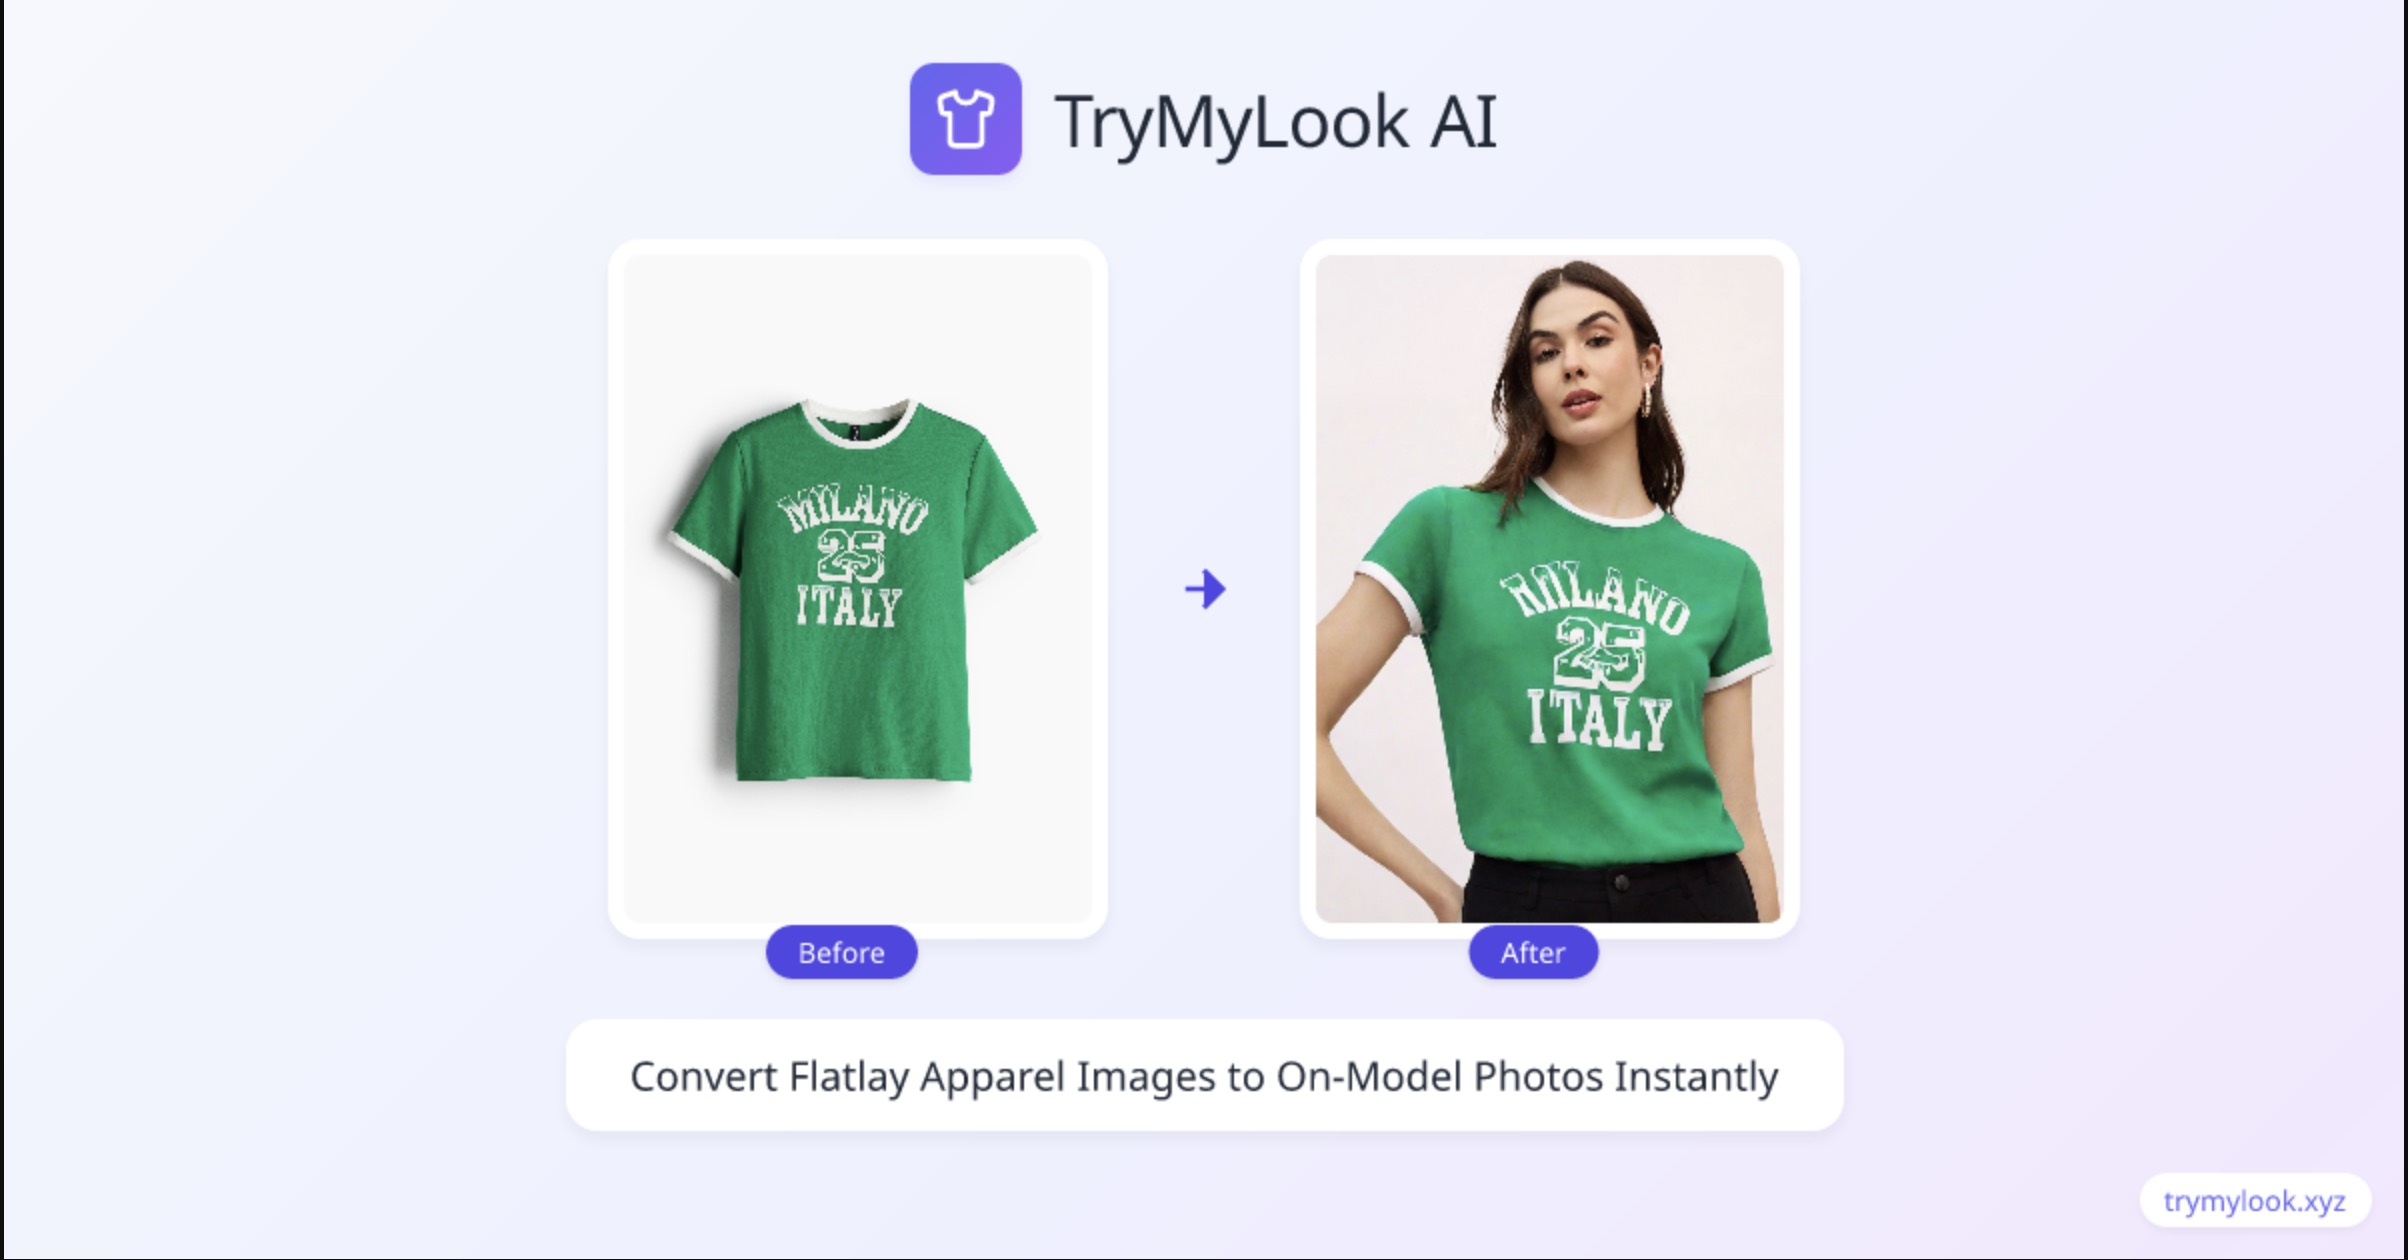 TryMyLook AI
MILANO
25
ITALY
MILANO
25
ITALY
Before
After
Convert Flatlay Apparel Images to On-Model Photos Instantly
trymylook.xyz